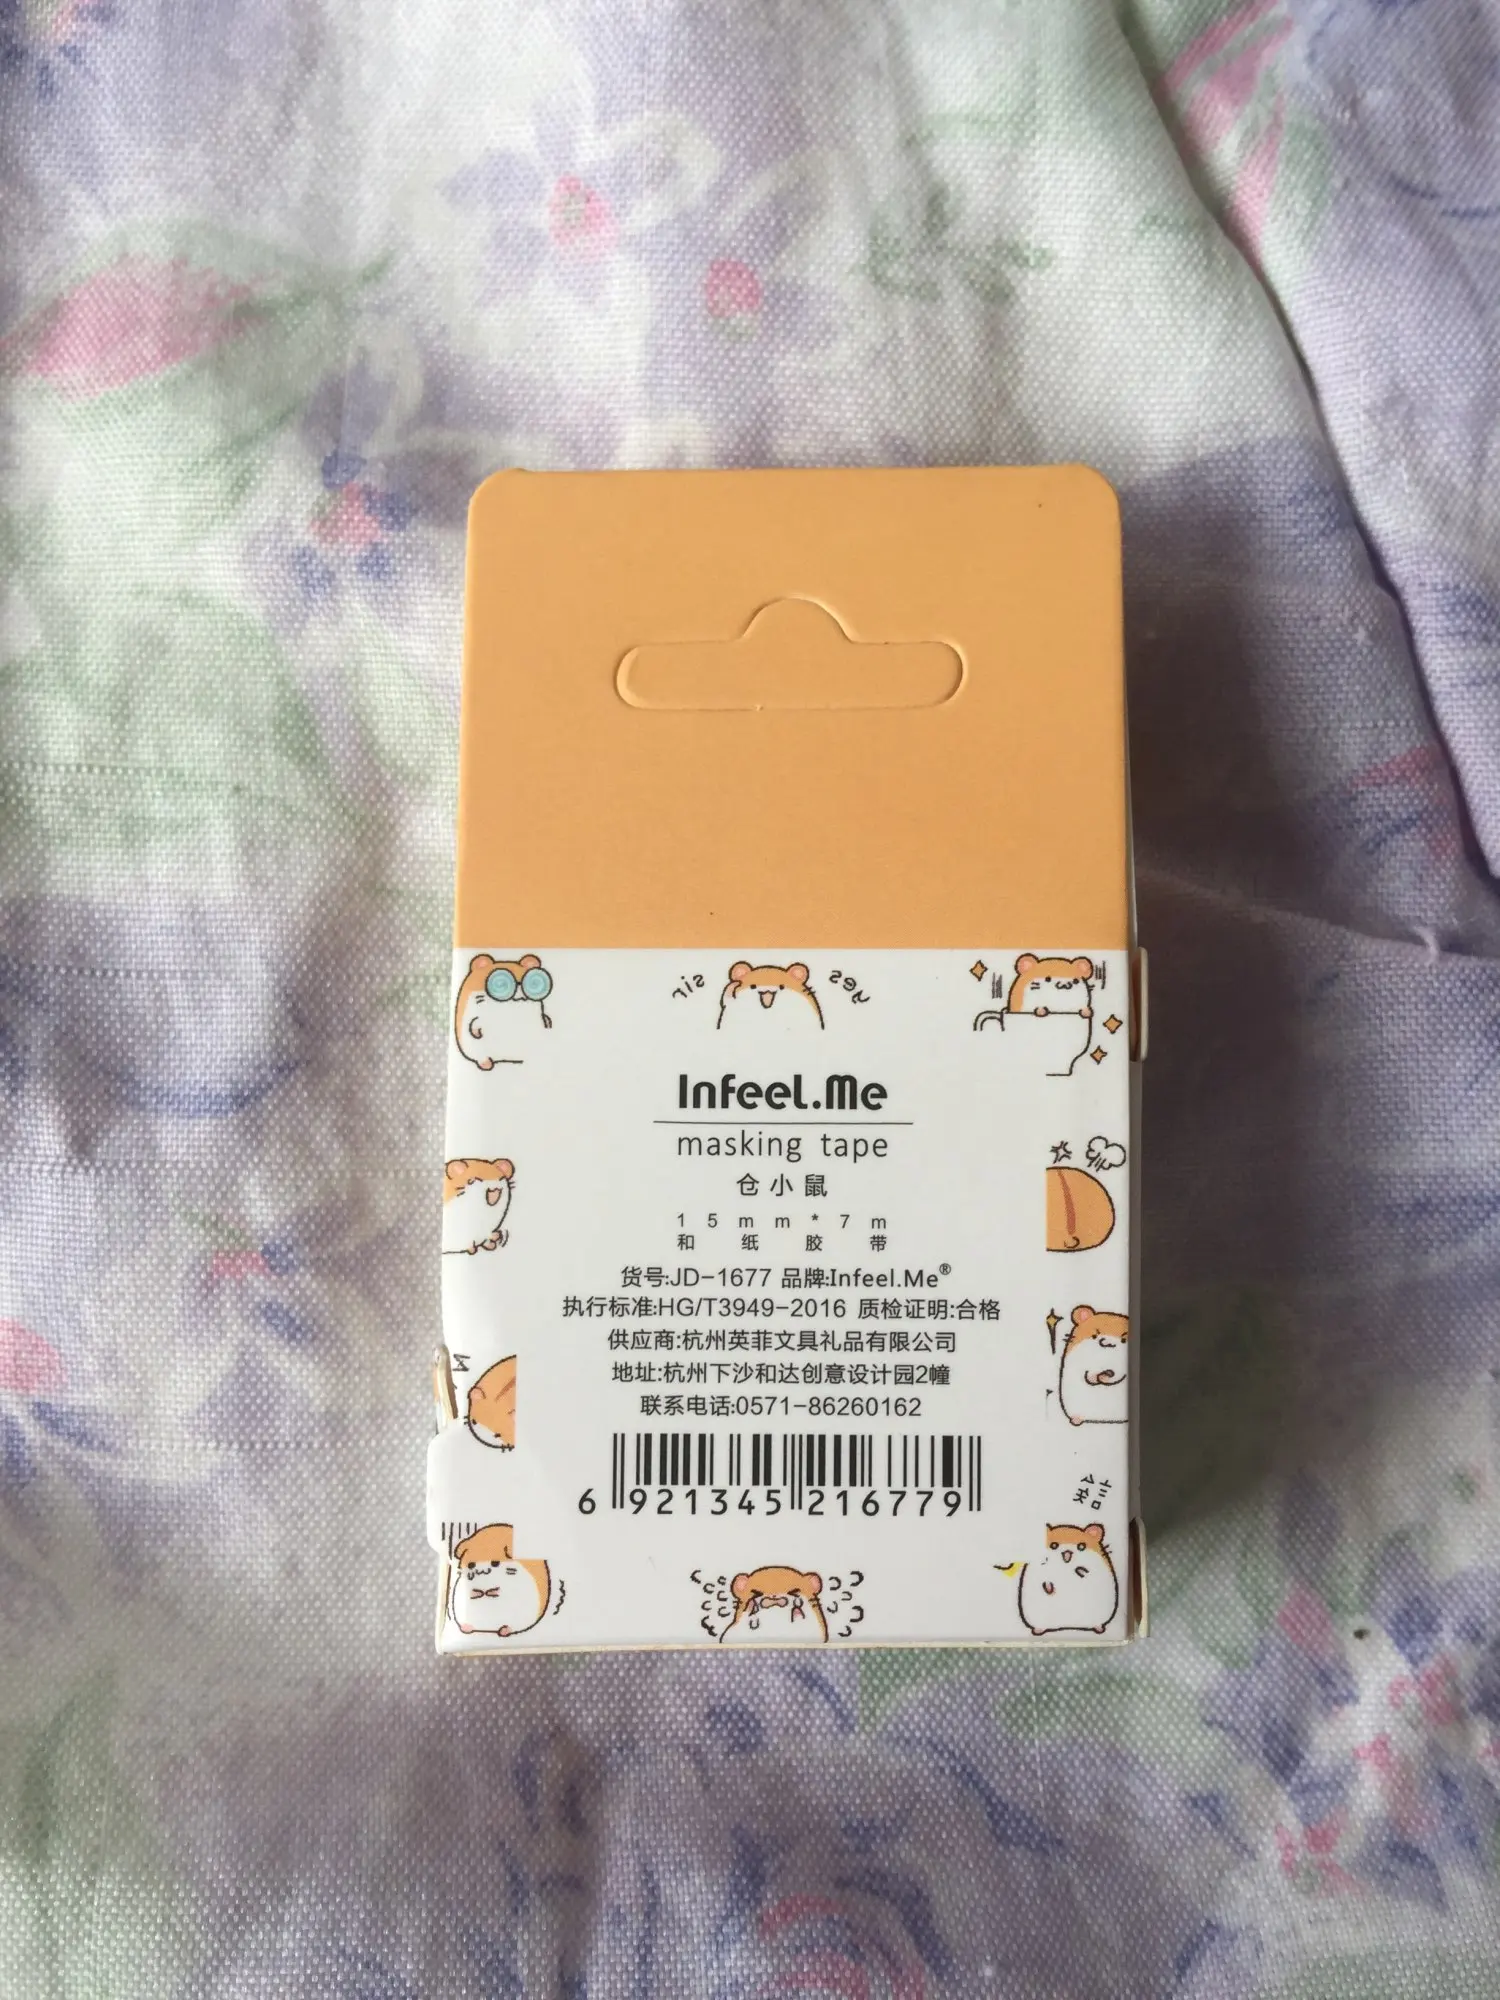 sir yes
Infeel.Me
masking tape
仓小鼠
15mm*7m
和纸胶带
货号:JD-1677 品牌:Infeel.Me®
执行标准:HG/T3949-2016 质检证明:合格
供应商:杭州英菲文具礼品有限公司
地址:杭州下沙和达创意设计园2幢
联系电话:0571-86260162
6 921345 216779